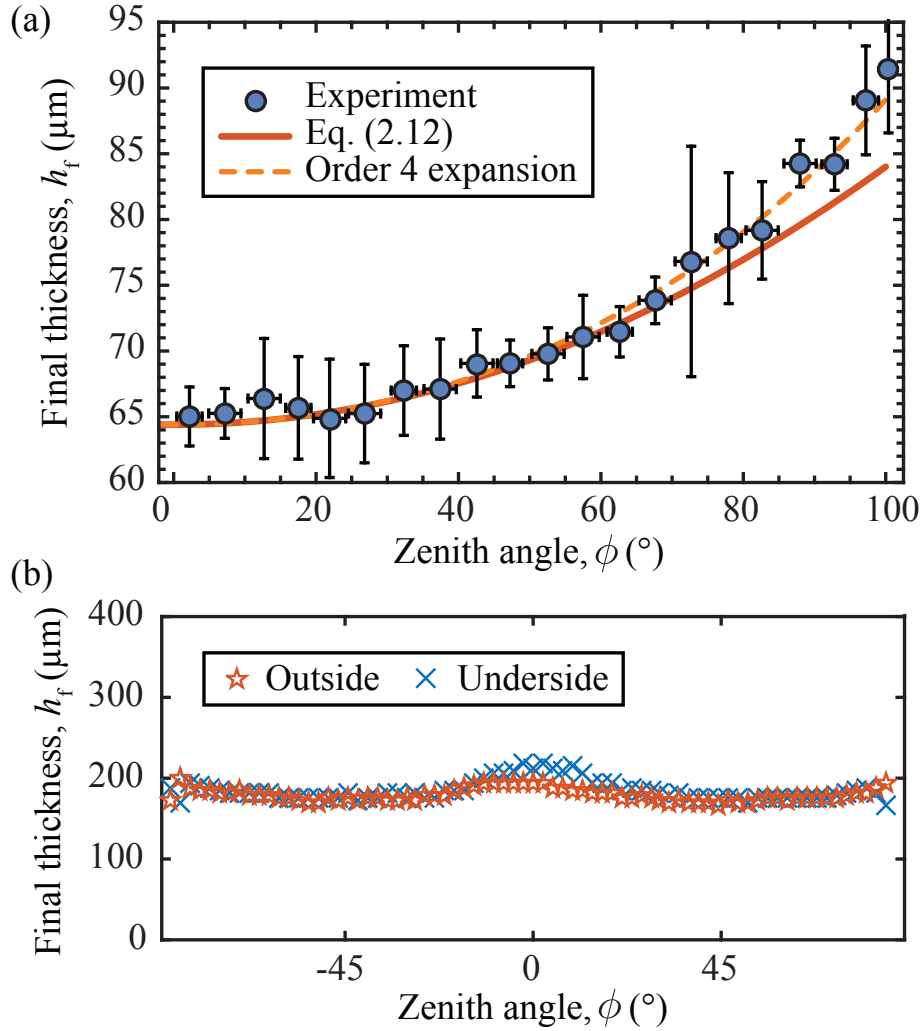 (a)
95
90
85
80
75
70
65
60
Final thickness, h_f (μm)
Experiment
Eq. (2.12)
Order 4 expansion
0 20 40 60 80 100
Zenith angle, ϕ (°)
(b)
400
300
200
100
0
Final thickness, h_f (μm)
Outside Underside
-45 0 45
Zenith angle, ϕ (°)